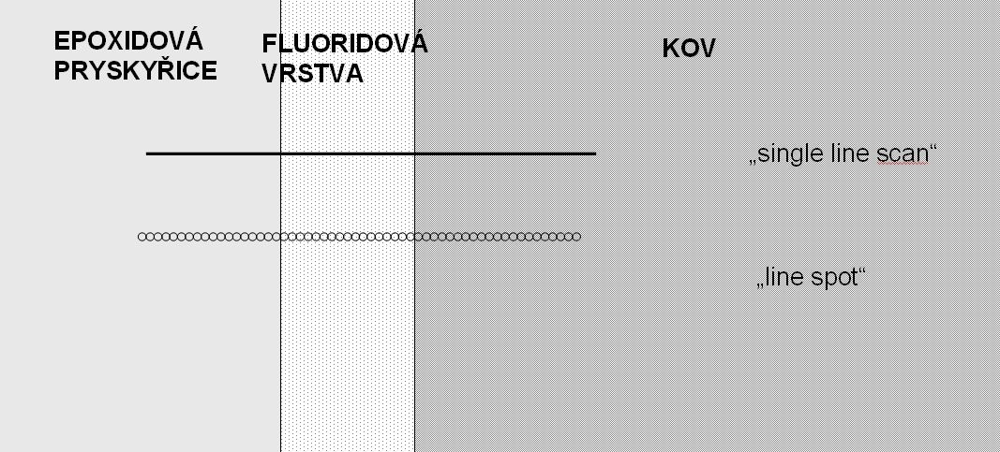 EPOXIDOVÁ
PRYSKYŘICE
FLUORIDOVÁ
VRSTVA
KOV
„single line scan“
„line spot“